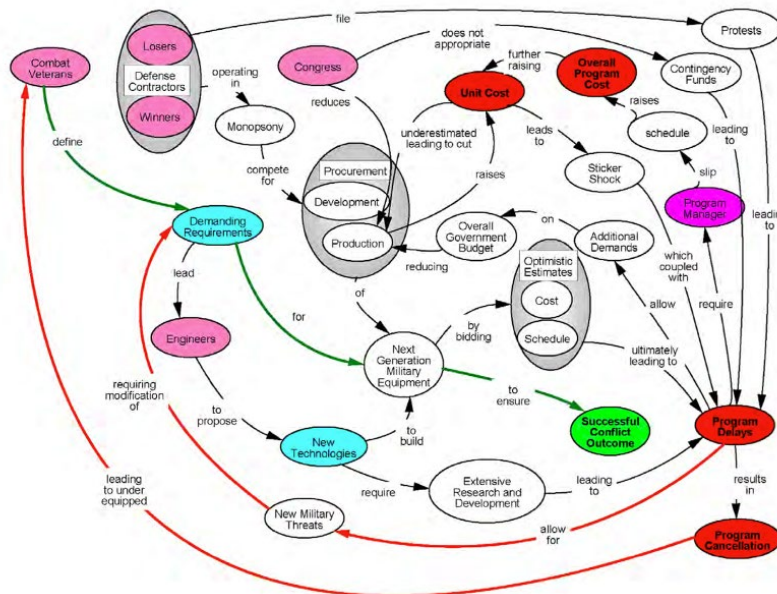 file
Protests
Losers
does not
appropriate
further
raising
Overall
Program
Cost
Combat
Veterans
Defense
Contractors
operating
in
Congress
Contingency
Funds
Winners
reduces
Unit Cost
raises
Monopsony
underestimated
leading to cut
leads
to
schedule
leading
to
define
compete
for
Procurement
Sticker
Shock
slip
Development
raises
Program
Manager
Demanding
Requirements
Production
Overall
Government
Budget
on
Additional
Demands
leading
to
reducing
Optimistic
Estimates
which
coupled
with
lead
of
Cost
allow
require
for
by
bidding
Engineers
Next
Generation
Military
Equipment
Schedule
ultimately
leading to
requiring
modification
of
to
propose
to
ensure
Successful
Conflict
Outcome
Program
Delays
New
Technologies
to
build
leading
to under
equipped
require
Extensive
Research and
Development
leading
to
results
in
New Military
Threats
allow
for
Program
Cancellation